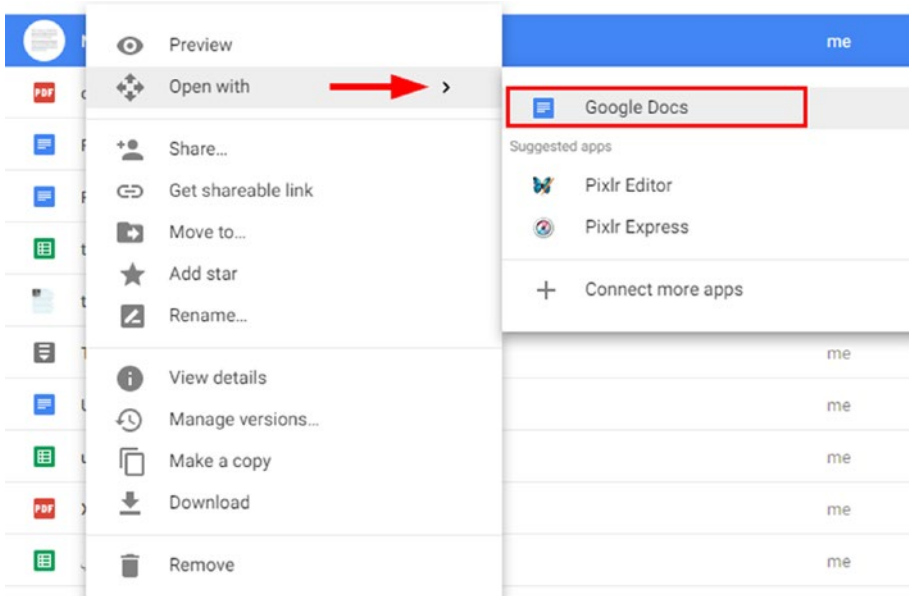 me
Preview
Open with
Google Docs
Suggested apps
Pixlr Editor
Pixlr Express
Connect more apps
Share...
Get shareable link
Move to...
Add star
Rename...
View details
Manage versions...
Make a copy
Download
Remove
PDF
PDF
me
me
me
me
me